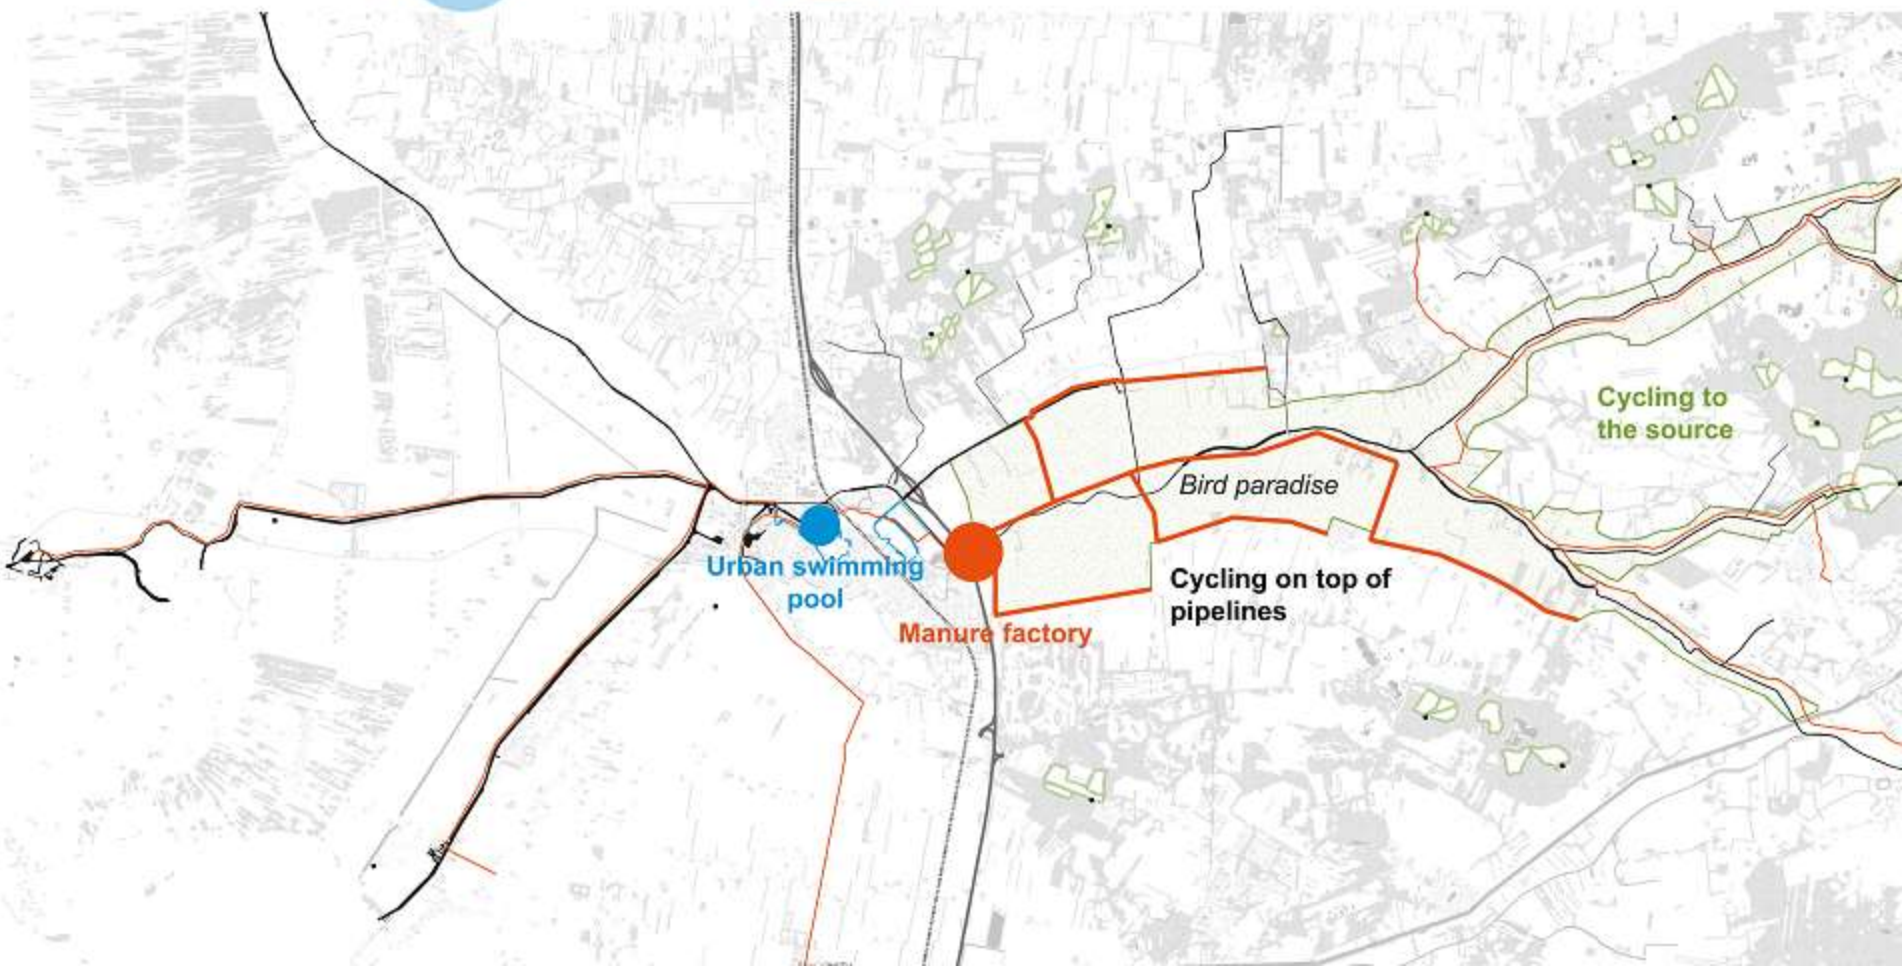 Cycling to
the source
Bird paradise
Urban swimming
pool
Cycling on top of
pipelines
Manure factory